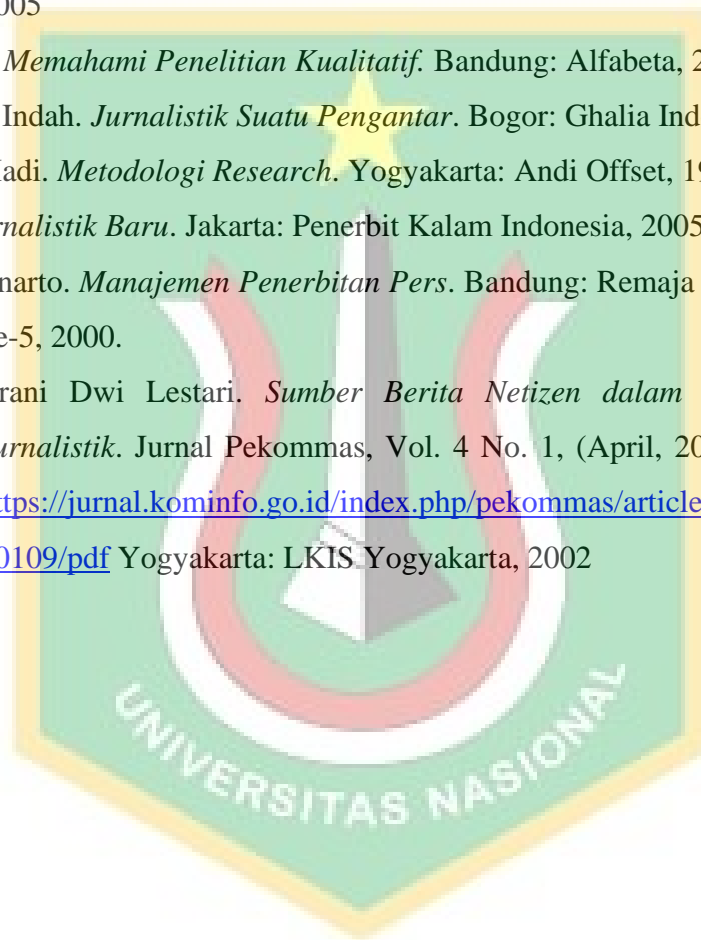 2005
Memahami Penelitian Kualitatif. Bandung: Alfabeta, 2
Indah. Jurnalistik Suatu Pengantar. Bogor: Ghalia Ind
Hadi. Metodologi Research. Yogyakarta: Andi Offset, 19
rnalistik Baru. Jakarta: Penerbit Kalam Indonesia, 2005
narto. Manajemen Penerbitan Pers. Bandung: Remaja
e-5, 2000.
rani Dwi Lestari. Sumber Berita Netizen dalam
urnalistik. Jurnal Pekommas, Vol. 4 No. 1, (April, 20
ttps://jurnal.kominfo.go.id/index.php/pekommas/article
0109/pdf Yogyakarta: LKIS Yogyakarta, 2002
UNIVERSITAS NASIONAL